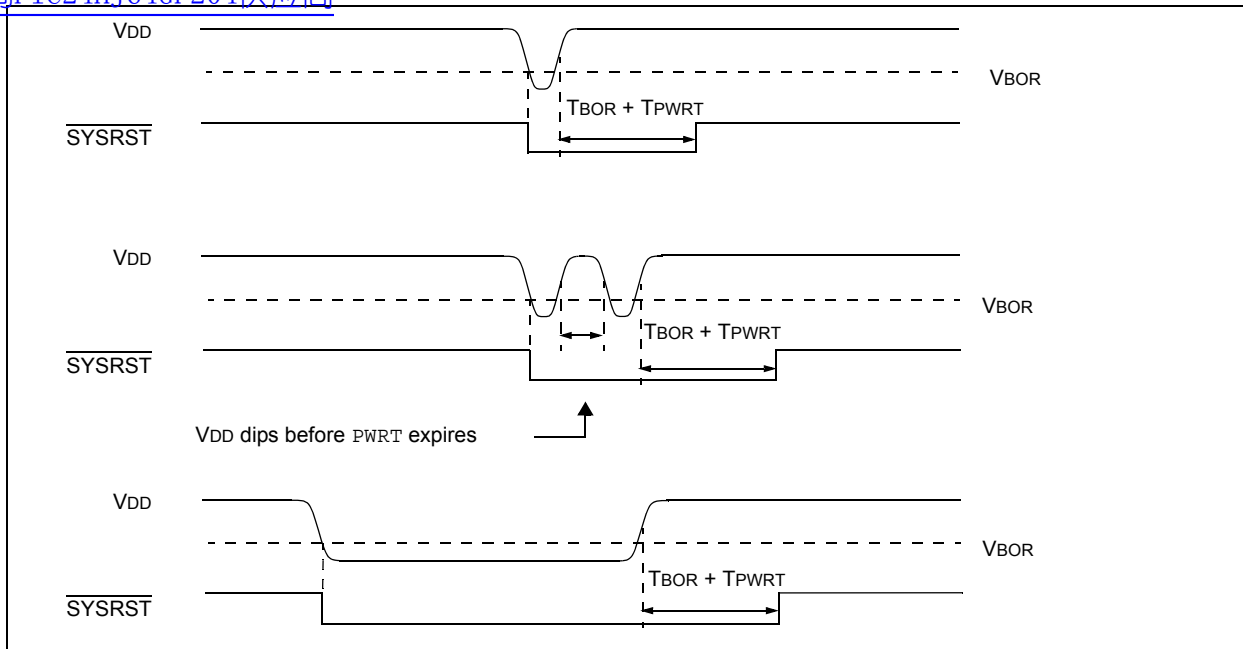 VDD
VBOR
TBOR + TPWRT
SYSRST
VDD
VBOR
TBOR + TPWRT
SYSRST
VDD dips before PWRT expires
VDD
VBOR
TBOR + TPWRT
SYSRST